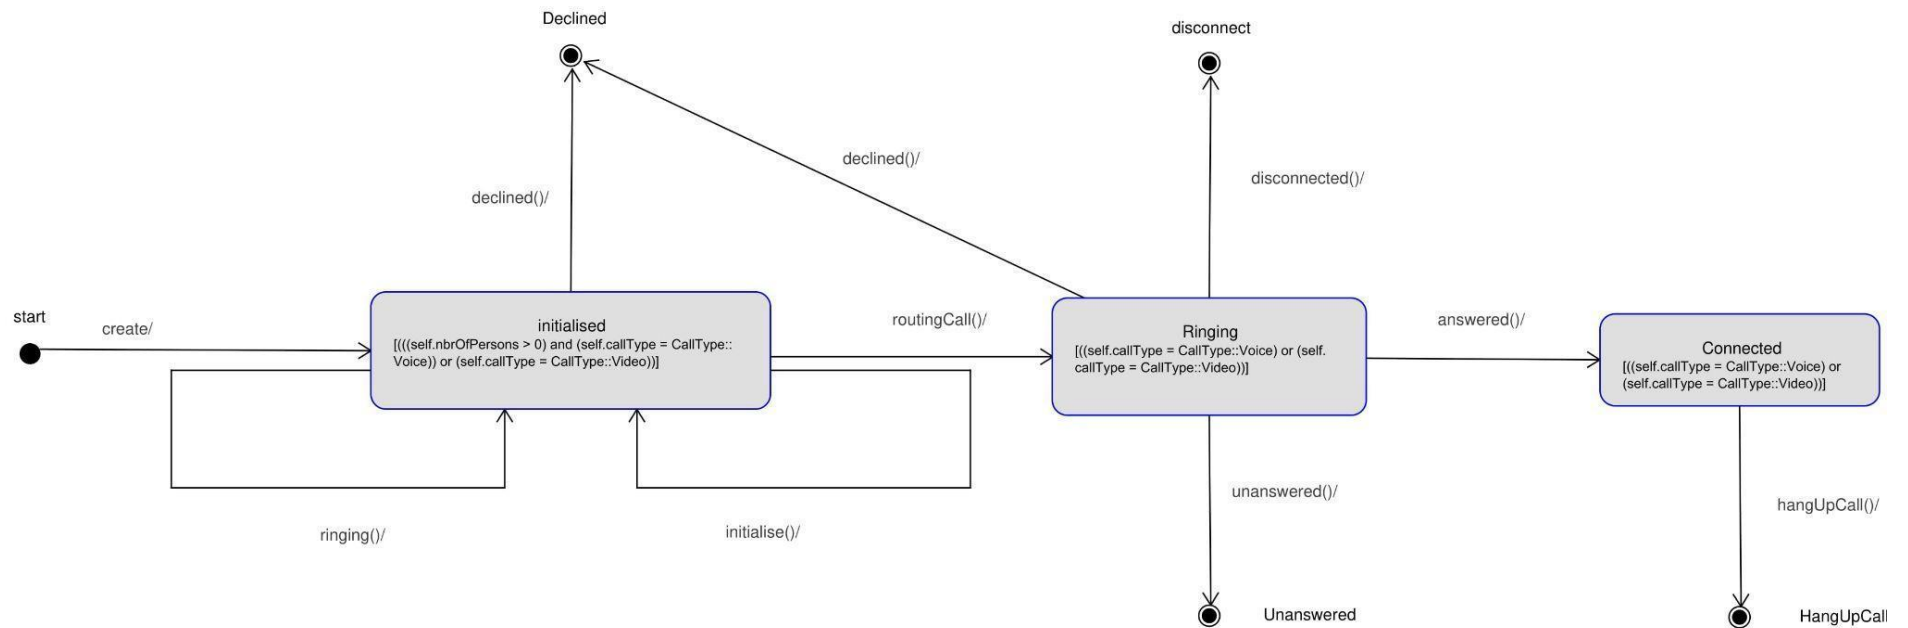 Declined
disconnect
declined()/
disconnected()/
declined()/
start
create/
initialised
[(((self.nbrOfPersons > 0) and (self.callType = CallType::
Voice)) or (self.callType = CallType::Video))]
routingCall()/
Ringing
[((self.callType = CallType::Voice) or (self.
callType = CallType::Video))]
answered()/
Connected
[((self.callType = CallType::Voice) or
(self.callType = CallType::Video))]
ringing()/
initialise()/
unanswered()/
hangUpCall()/
Unanswered
HangUpCall